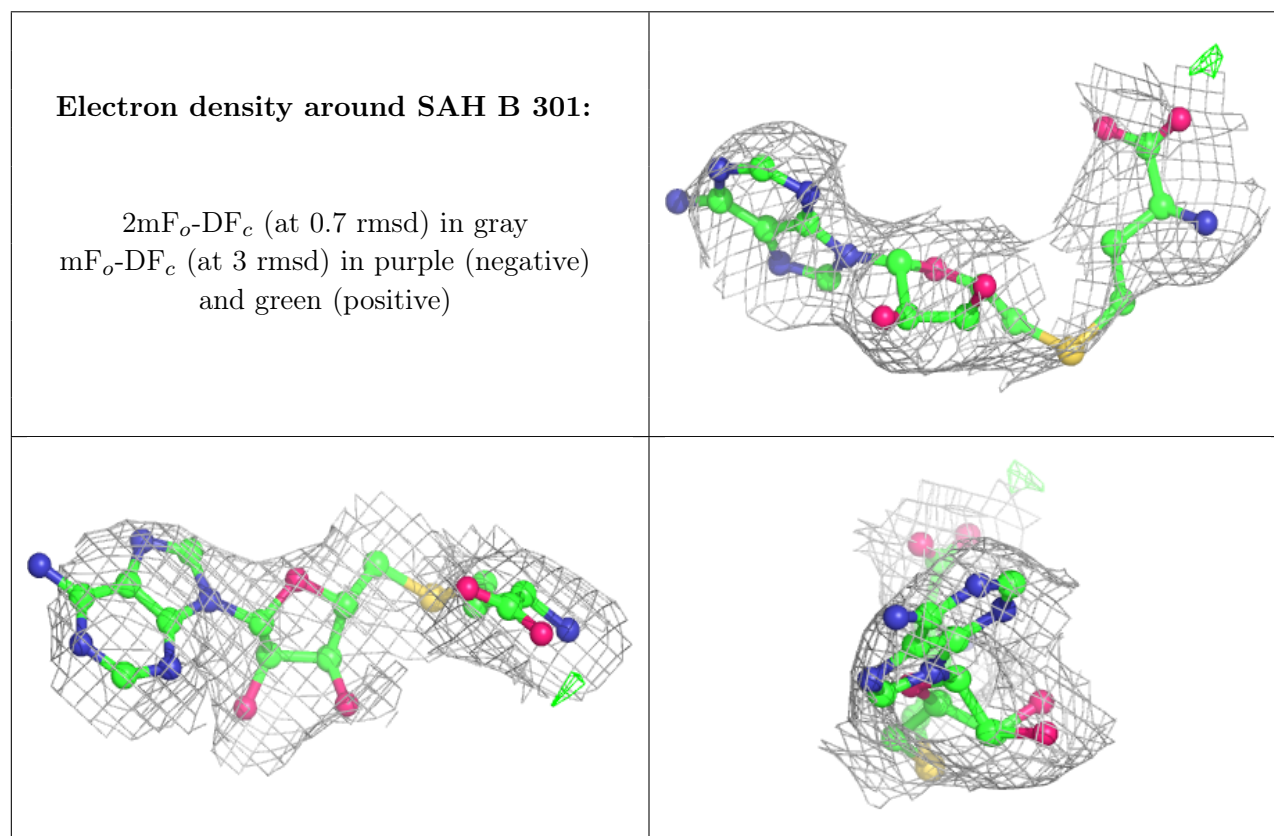 Electron density around SAH B 301:
2mFo-DFc (at 0.7 rmsd) in gray
mFo-DFc (at 3 rmsd) in purple (negative)
and green (positive)